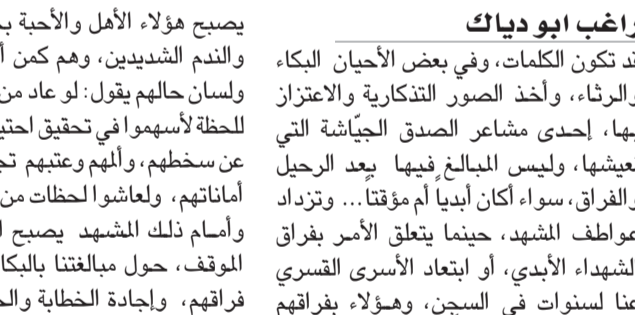 راغب ابو دياك
قد تكون الكلمات، وفي بعض الأحيان البكاء
والرثاء، وأخذ الصور التذكارية والاعتزاز
بها، إحدى مشاعر الصدق الجيّاشة التي
نعيشها، وليس المبالغ فيها بعد الرحيل
والفراق، سواء أكان أبدياً أم مؤقتاً... وتزداد
عواطف المشهد، حينما يتعلق الأمر بفراق
الشهداء الأبدي، أو ابتعاد الأسرى القسري
عنا لسنوات في السجن، وهؤلاء بفراقهم
يصبح هؤلاء الأهل والأحبة
والندم الشديدين، وهم كمن
ولسان حالهم يقول: لو عاد من
للحظة لأسهموا في تحقيق
عن سخطهم، وألمهم وعتبهم
أماناتهم، ولعاشوا لحظات من
وأمام ذلك المشهد يصبح
الموقف، حول مبالغتنا
فراقهم، وإجادة الخطابة